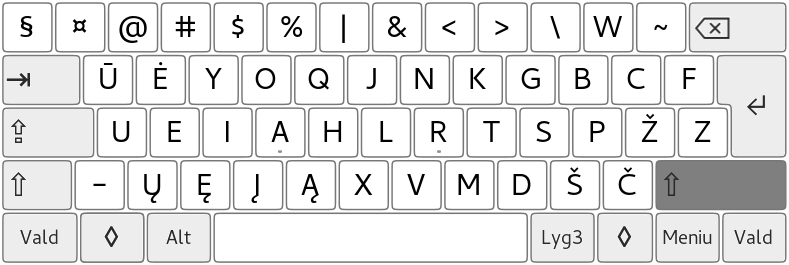 § ¤ @ # $ % | & < > \ W ~ ⌫
⇥ Ū Ė Y O Q J N K G B C F ↵
⇪ U E I A H L R T S P Ž Z
⇧ – Ų Ę Į Ą X V M D Š Č ⇧
Vald ◊ Alt Lyg3 ◊ Meniu Vald